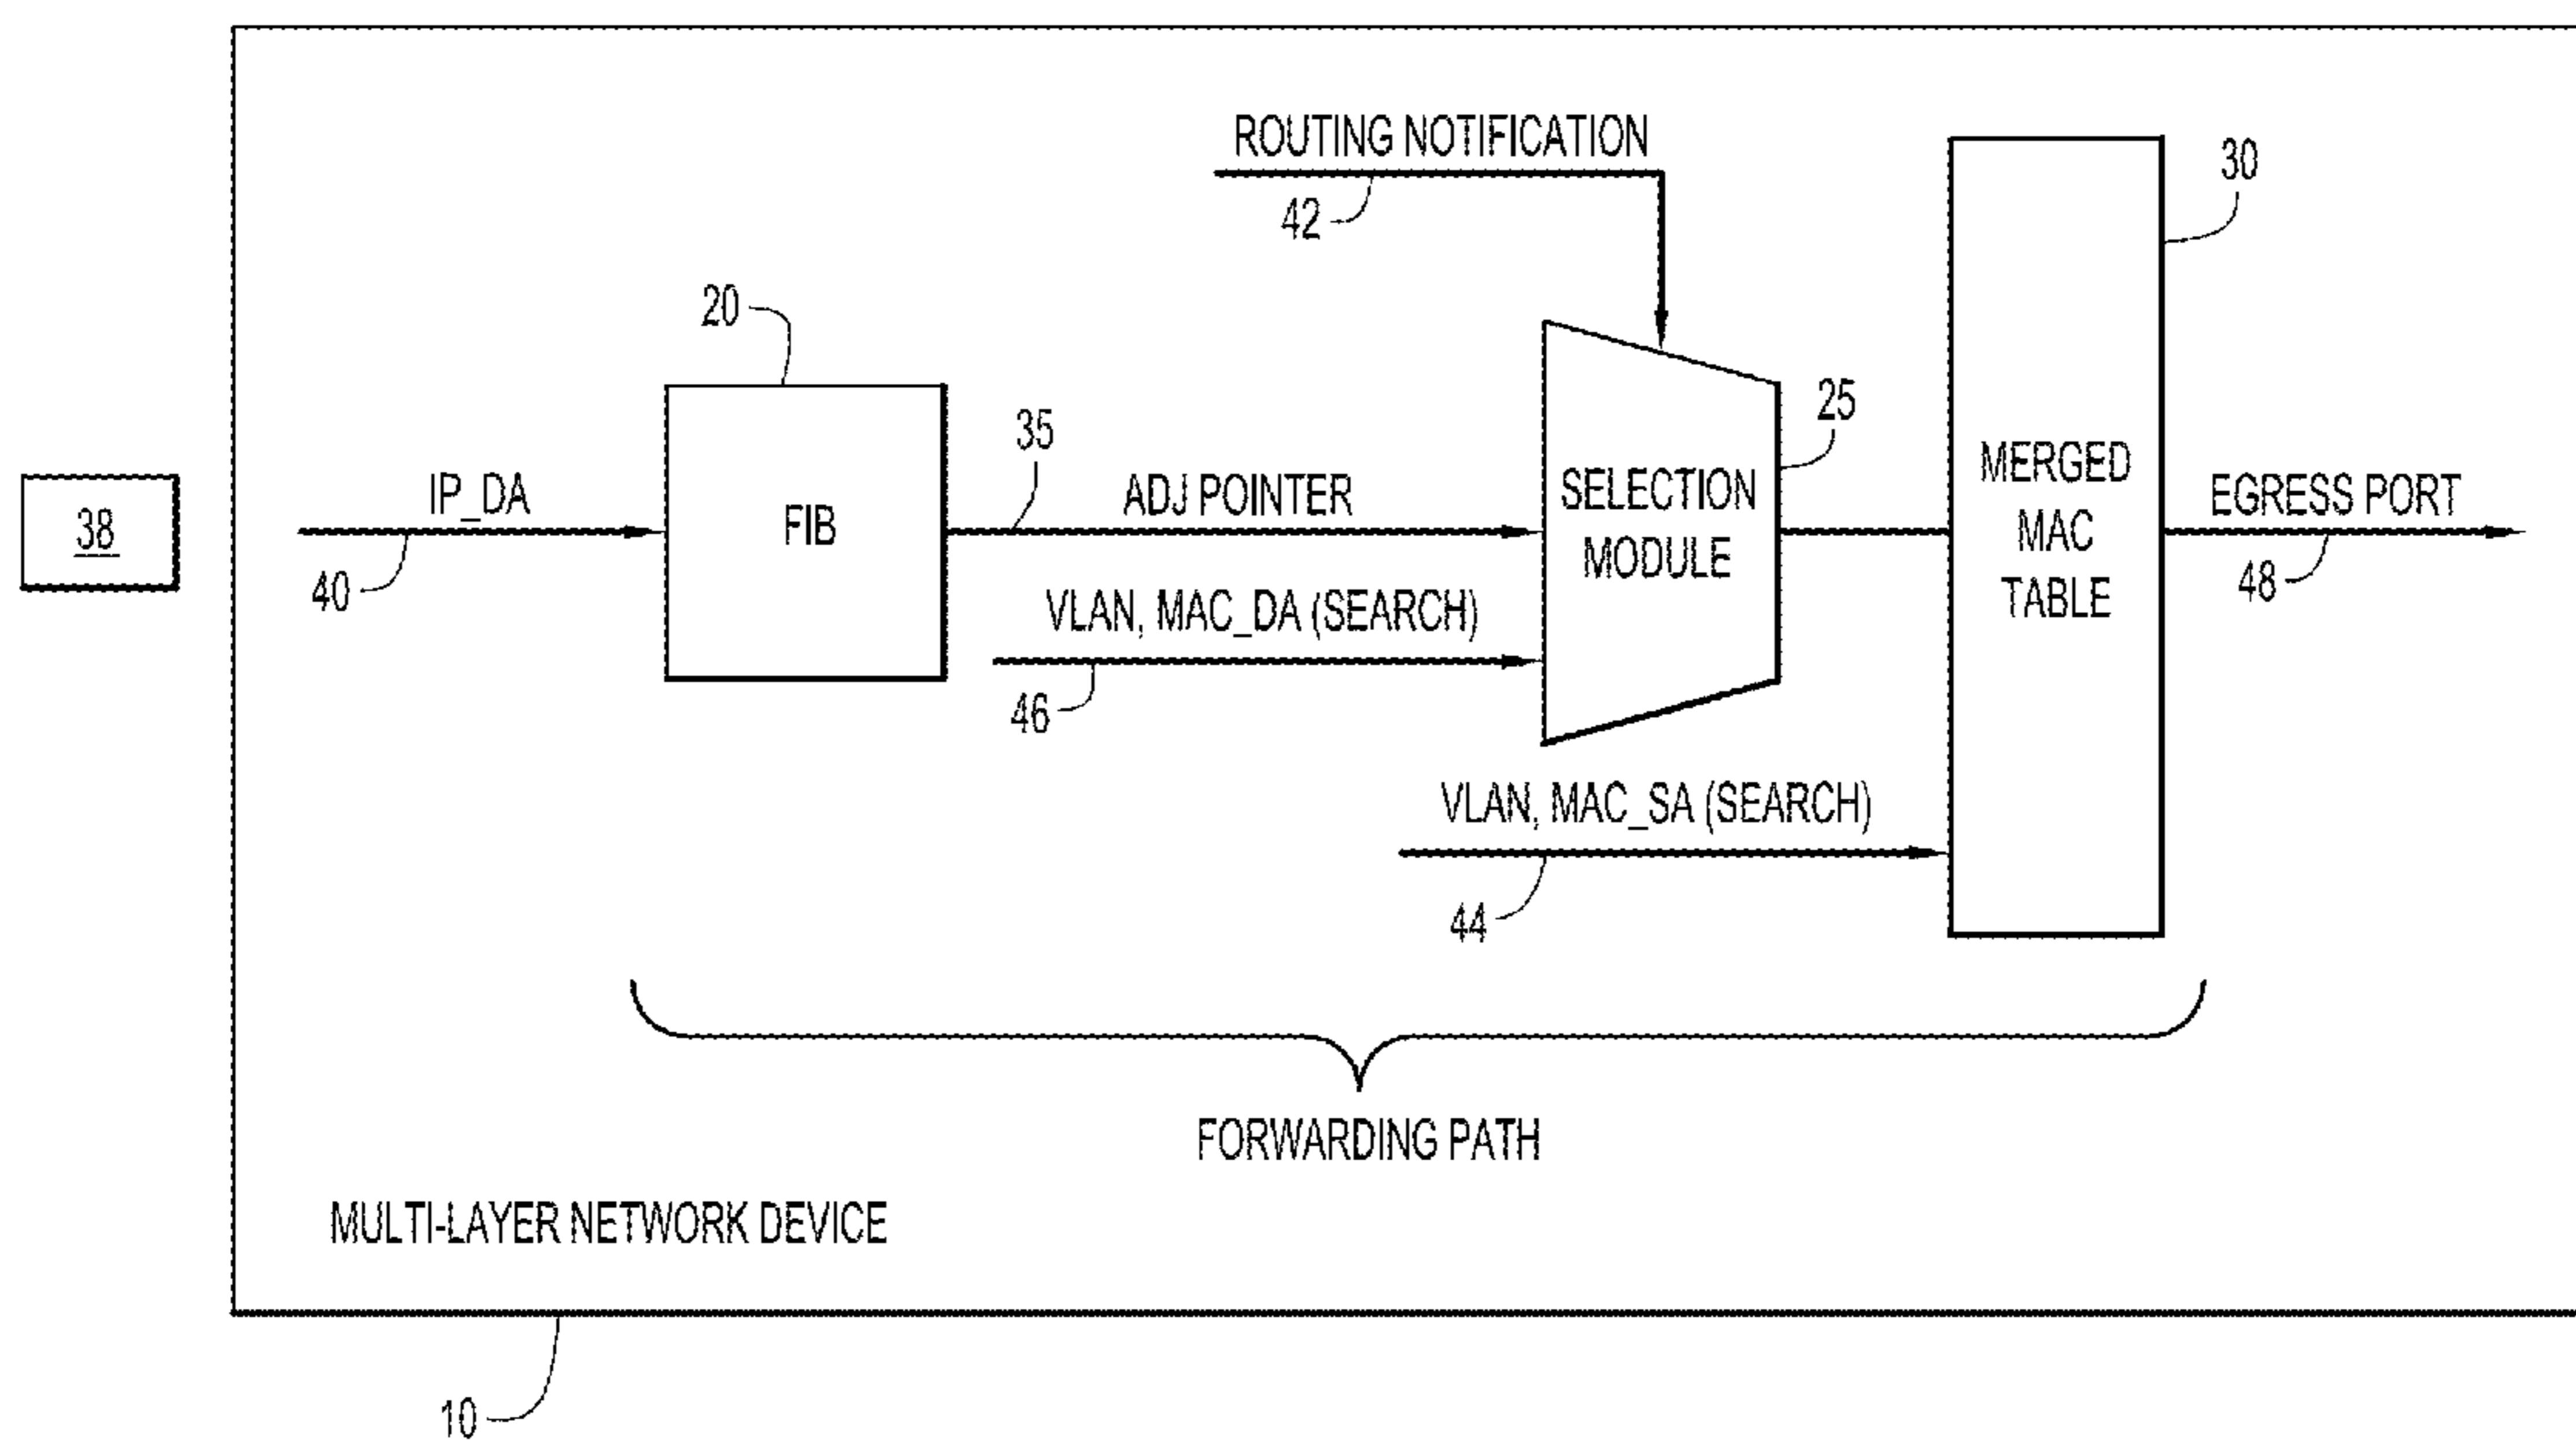 ROUTING NOTIFICATION
42
30
20
35
25
38
IP_DA
40
FIB
ADJ POINTER
VLAN, MAC_DA (SEARCH)
46
SELECTION
MODULE
MERGED
MAC
TABLE
EGRESS PORT
48
VLAN, MAC_SA (SEARCH)
44
FORWARDING PATH
MULTI-LAYER NETWORK DEVICE
10